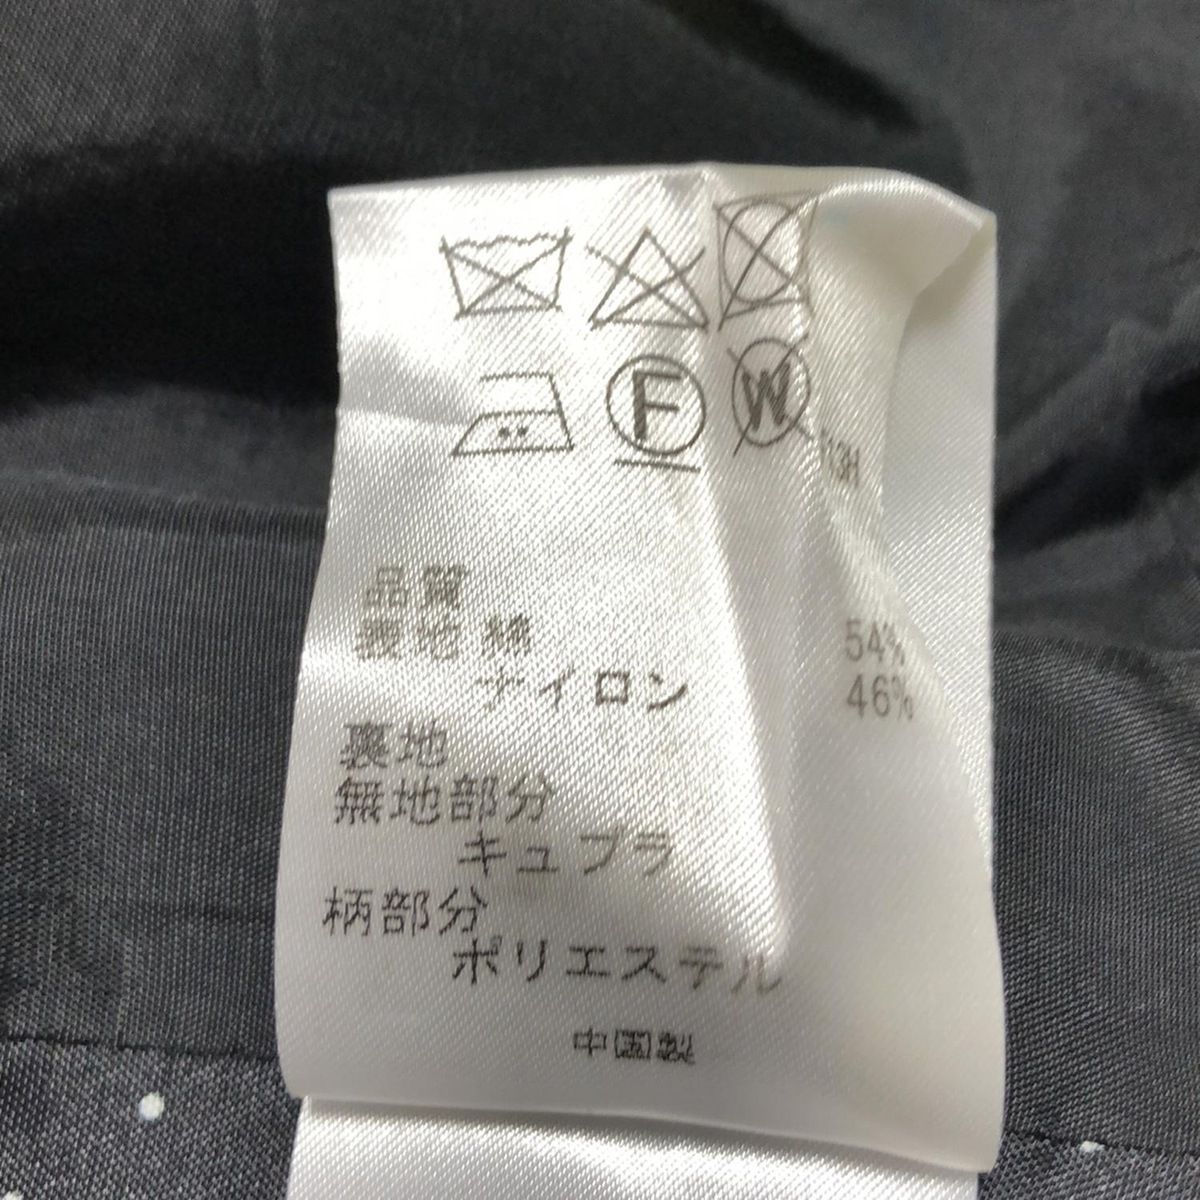 F W
13H
品質
表地 綿 54%
ナイロン 46%
裏地
無地部分
キュプラ
柄部分
ポリエステル
中国製